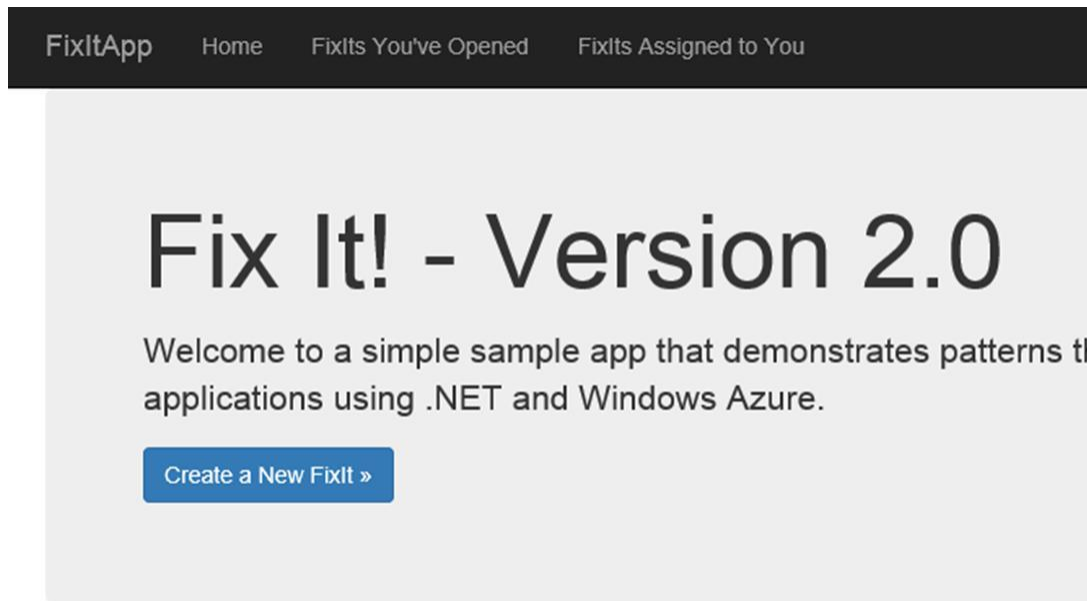 FixItApp Home FixIts You've Opened FixIts Assigned to You
Fix It! - Version 2.0
Welcome to a simple sample app that demonstrates patterns
applications using .NET and Windows Azure.
Create a New FixIt »